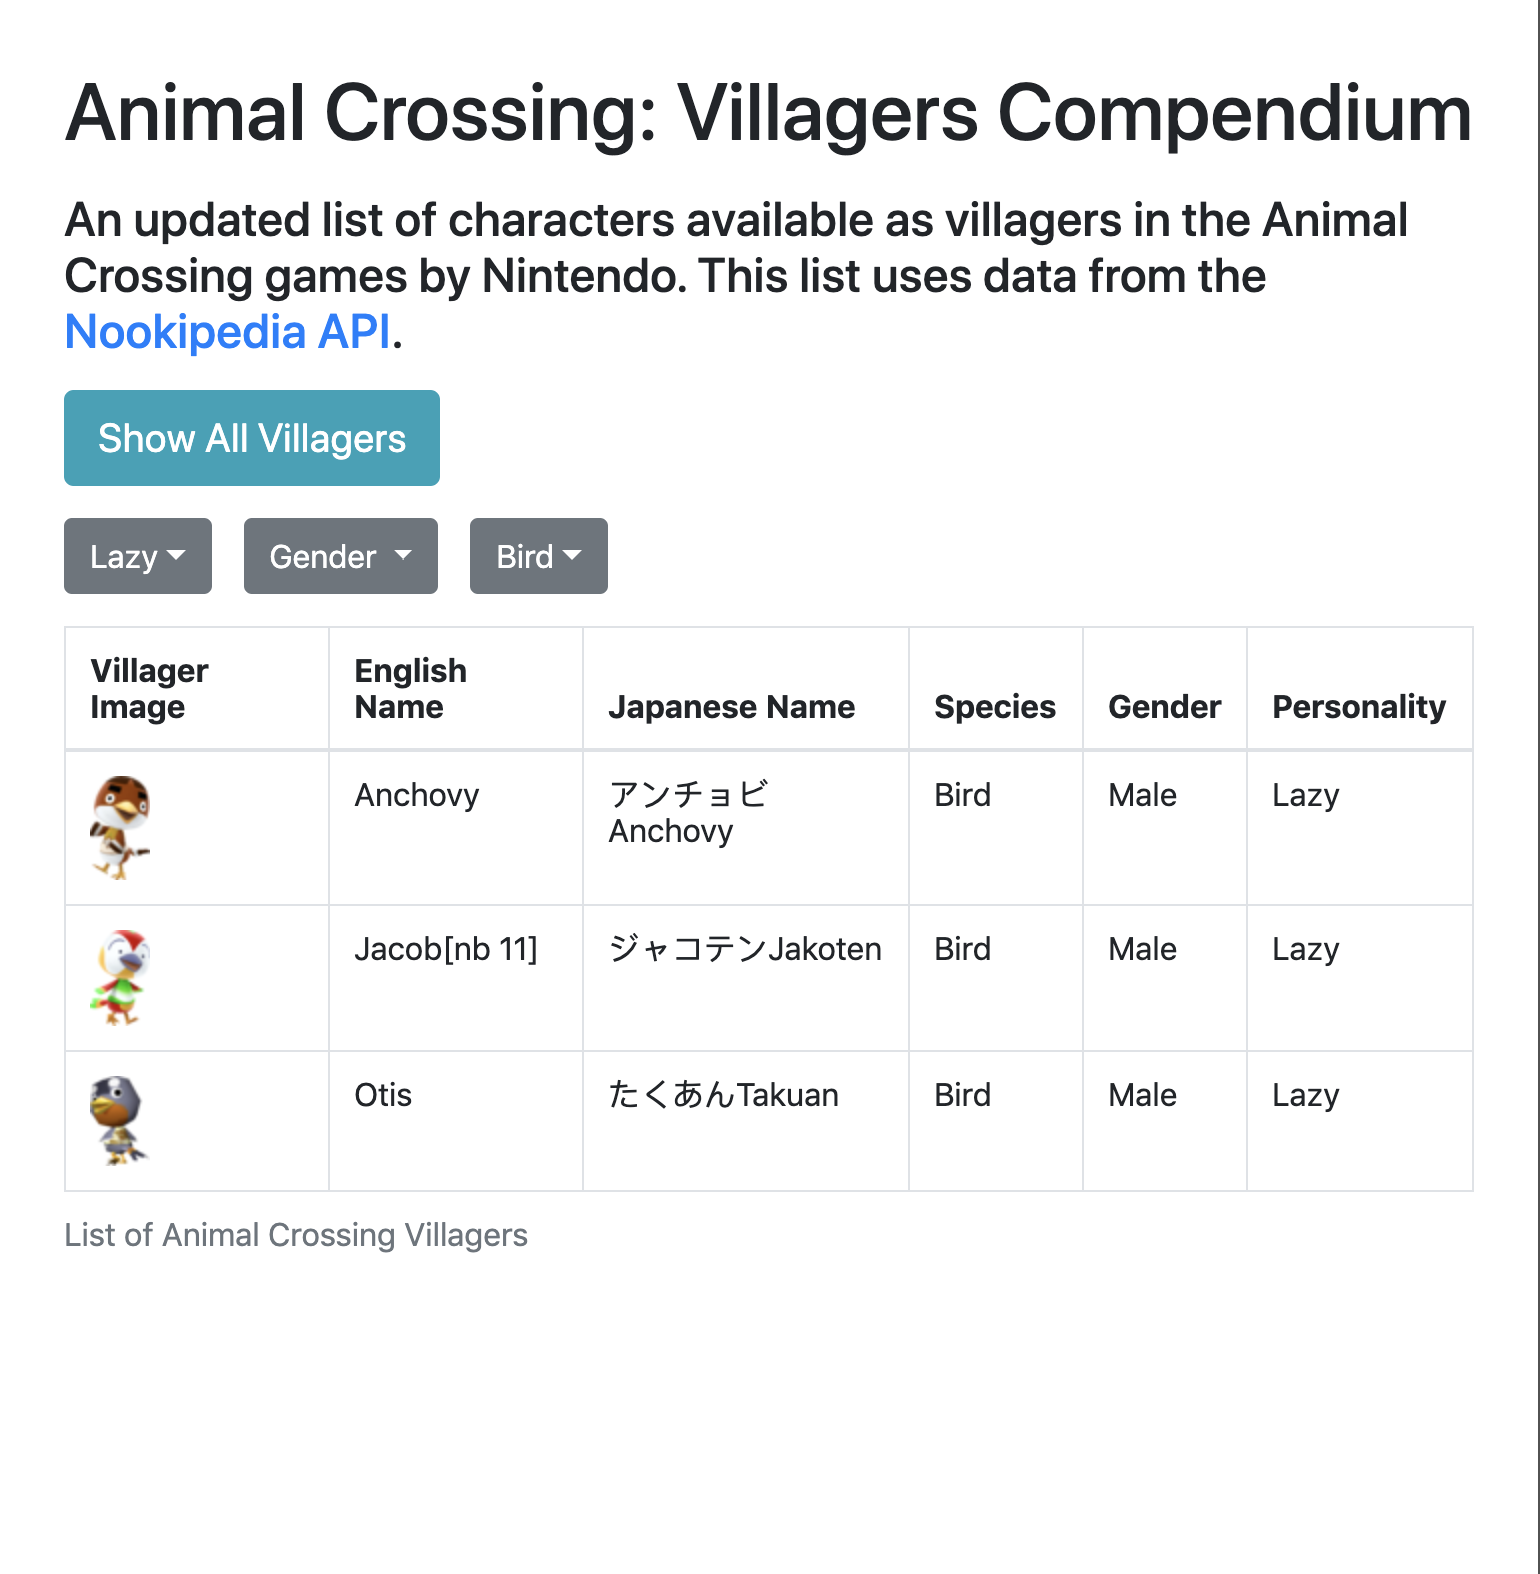 Animal Crossing: Villagers Compendium
An updated list of characters available as villagers in the Animal
Crossing games by Nintendo. This list uses data from the
Nookipedia API.
Show All Villagers
Lazy Gender Bird
Villager Image English Name Japanese Name Species Gender Personality
Anchovy アンチョビ Anchovy Bird Male Lazy
Jacob[nb 11] ジャコテンJakoten Bird Male Lazy
Otis たくあんTakuan Bird Male Lazy
List of Animal Crossing Villagers